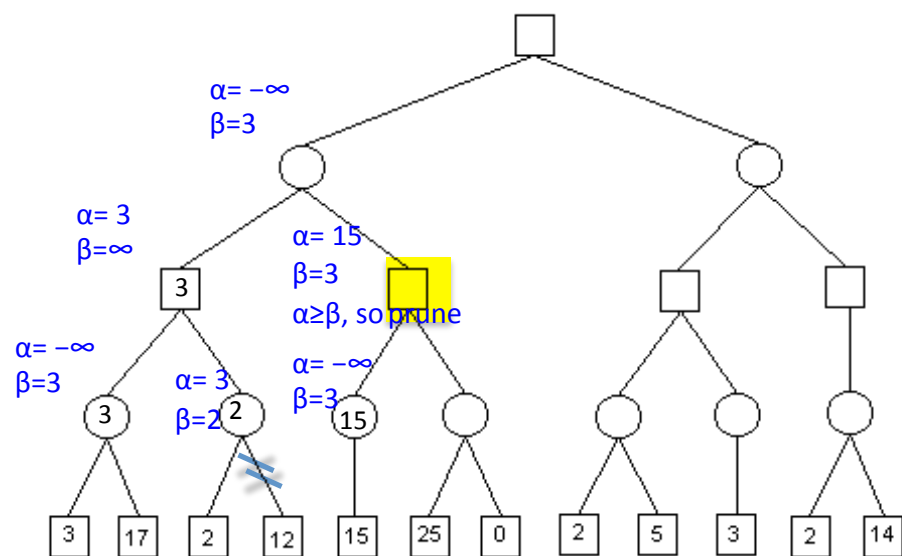 α= −∞
β=3
α= 3
β=∞
α= 15
β=3
α≥β, so prune
3
α= −∞
β=3
α= 3
β=2
α= −∞
β=3
3
2
15
3
17
2
12
15
25
0
2
5
3
2
14